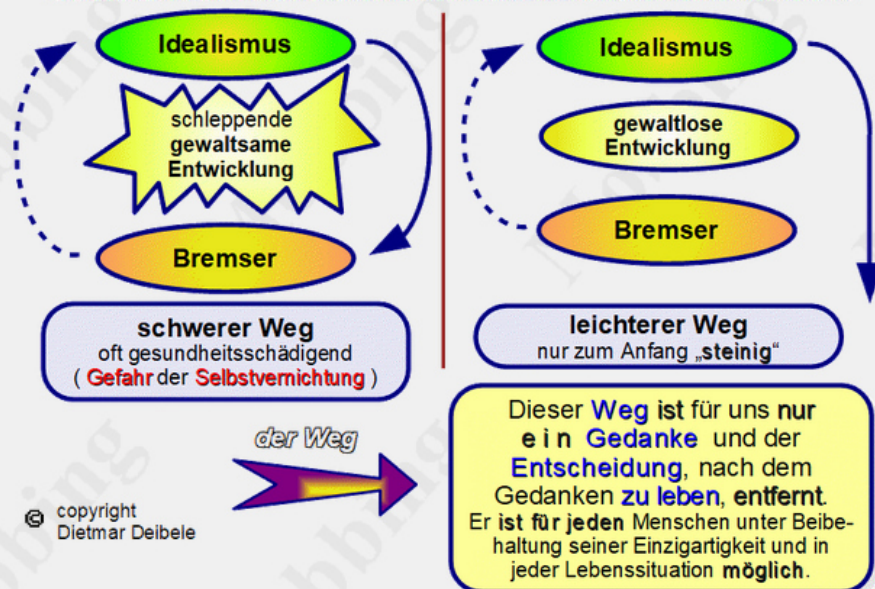 Idealismus
schleppende
gewaltsame
Entwicklung
Bremser
schwerer Weg
oft gesundheitsschädigend
( Gefahr der Selbstvernichtung )
Idealismus
gewaltlose
Entwicklung
Bremser
leichterer Weg
nur zum Anfang „steinig“
der Weg
Dieser Weg ist für uns nur
e i n Gedanke und der
Entscheidung, nach dem
Gedanken zu leben, entfernt.
Er ist für jeden Menschen unter Beibe-
haltung seiner Einzigartigkeit und in
jeder Lebenssituation möglich.
© copyright
Dietmar Deibele